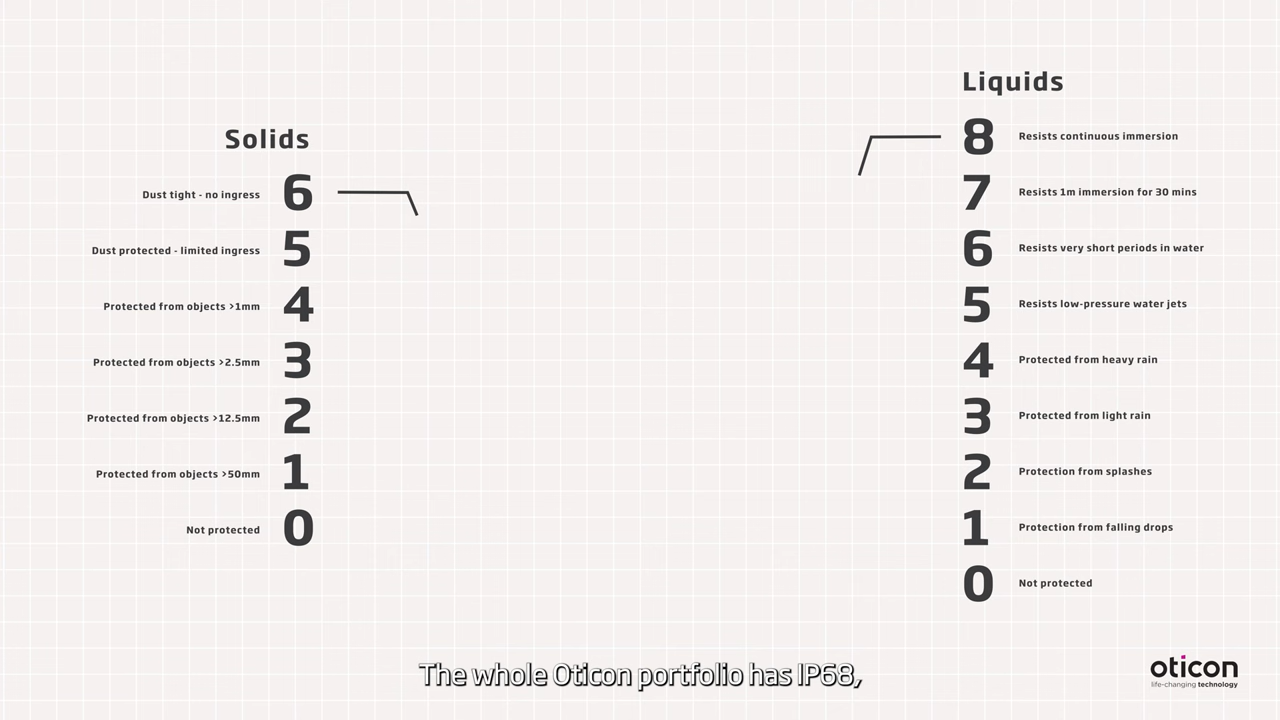 Solids
Dust tight - no ingress 6
Dust protected - limited ingress 5
Protected from objects >1mm 4
Protected from objects >2.5mm 3
Protected from objects >12.5mm 2
Protected from objects >50mm 1
Not protected 0
Liquids
8 Resists continuous immersion
7 Resists 1m immersion for 30 mins
6 Resists very short periods in water
5 Resists low-pressure water jets
4 Protected from heavy rain
3 Protected from light rain
2 Protection from splashes
1 Protection from falling drops
0 Not protected
The whole Oticon portfolio has IP68,
oticon
life-changing technology